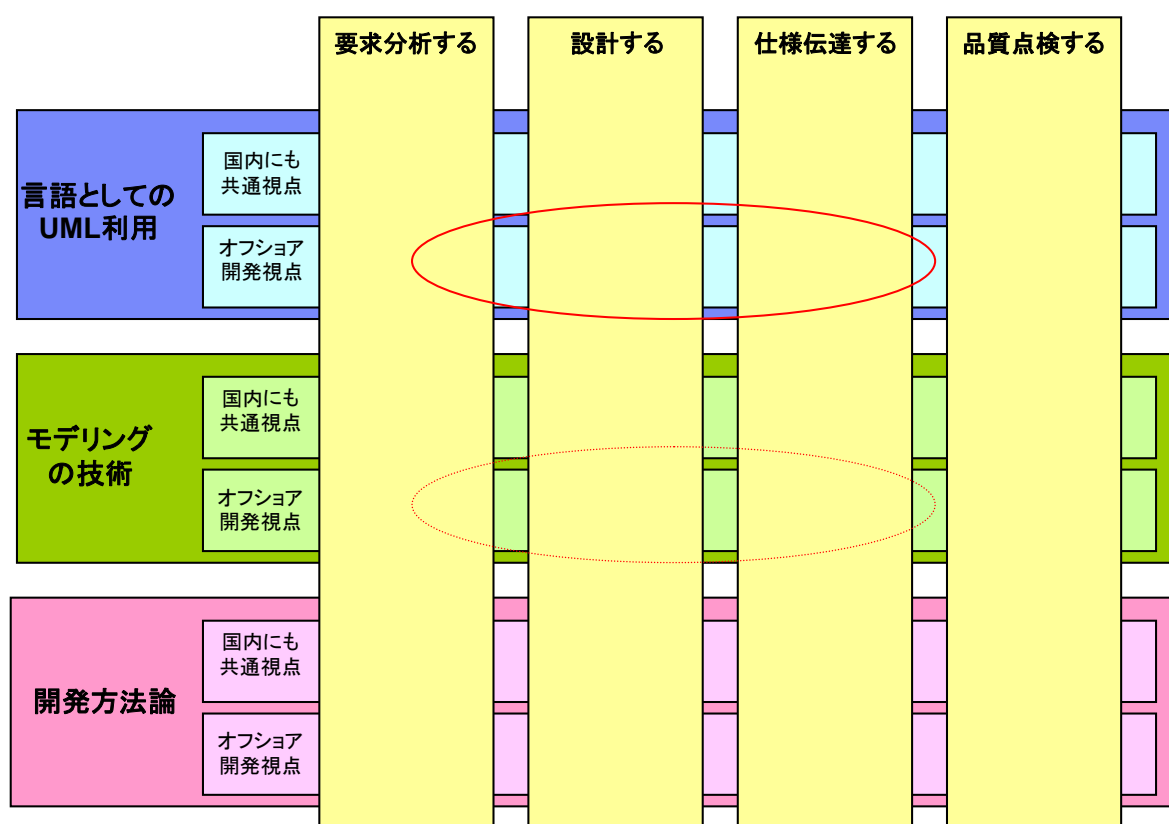 要求分析する
設計する
仕様伝達する
品質点検する
言語としての
UML利用
国内にも
共通視点
オフショア
開発視点
モデリング
の技術
国内にも
共通視点
オフショア
開発視点
開発方法論
国内にも
共通視点
オフショア
開発視点